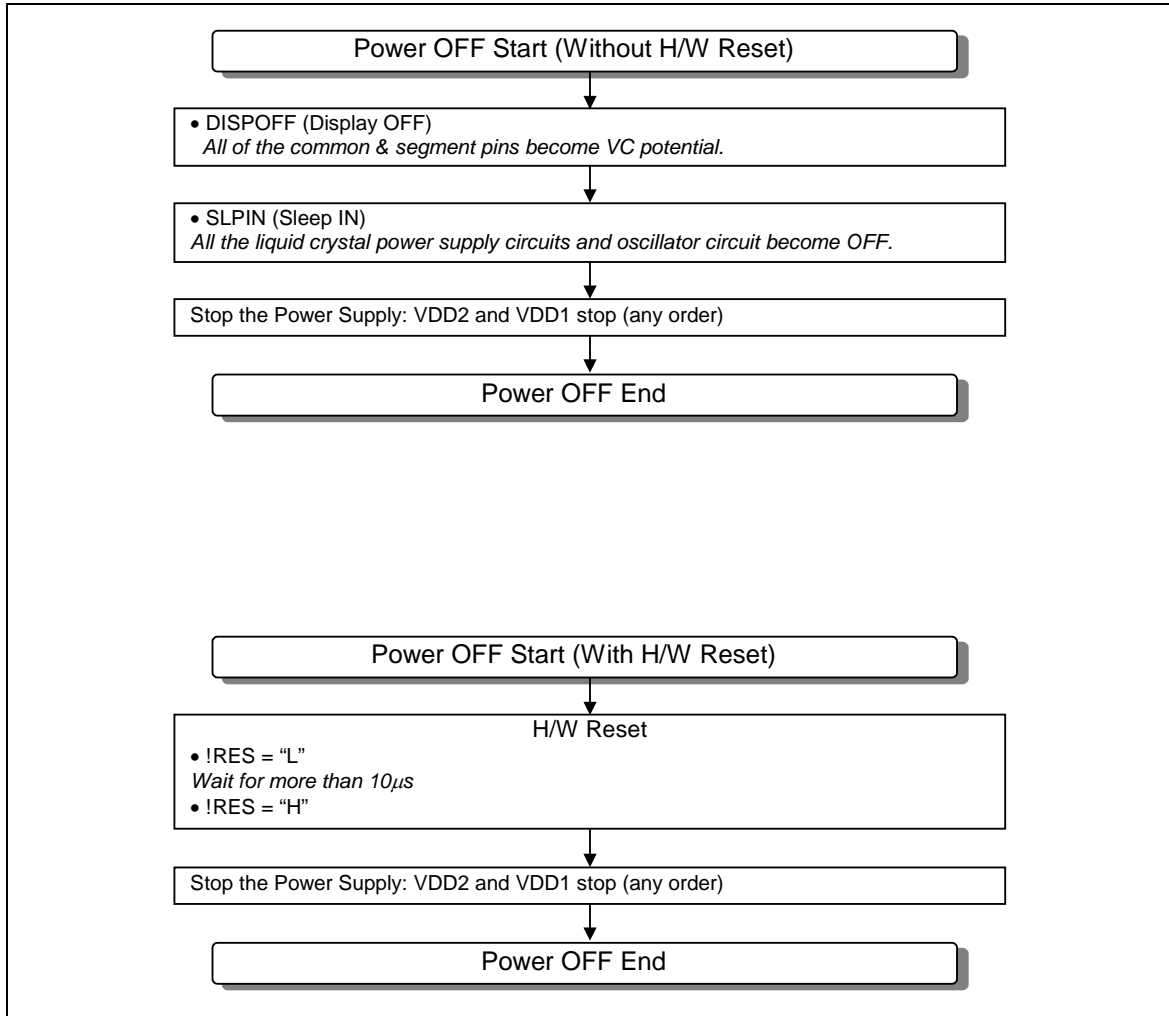 Power OFF Start (Without H/W Reset)
• DISPOFF (Display OFF)
All of the common & segment pins become VC potential.
• SLPIN (Sleep IN)
All the liquid crystal power supply circuits and oscillator circuit become OFF.
Stop the Power Supply: VDD2 and VDD1 stop (any order)
Power OFF End
Power OFF Start (With H/W Reset)
H/W Reset
• !RES = “L”
Wait for more than 10μs
• !RES = “H”
Stop the Power Supply: VDD2 and VDD1 stop (any order)
Power OFF End